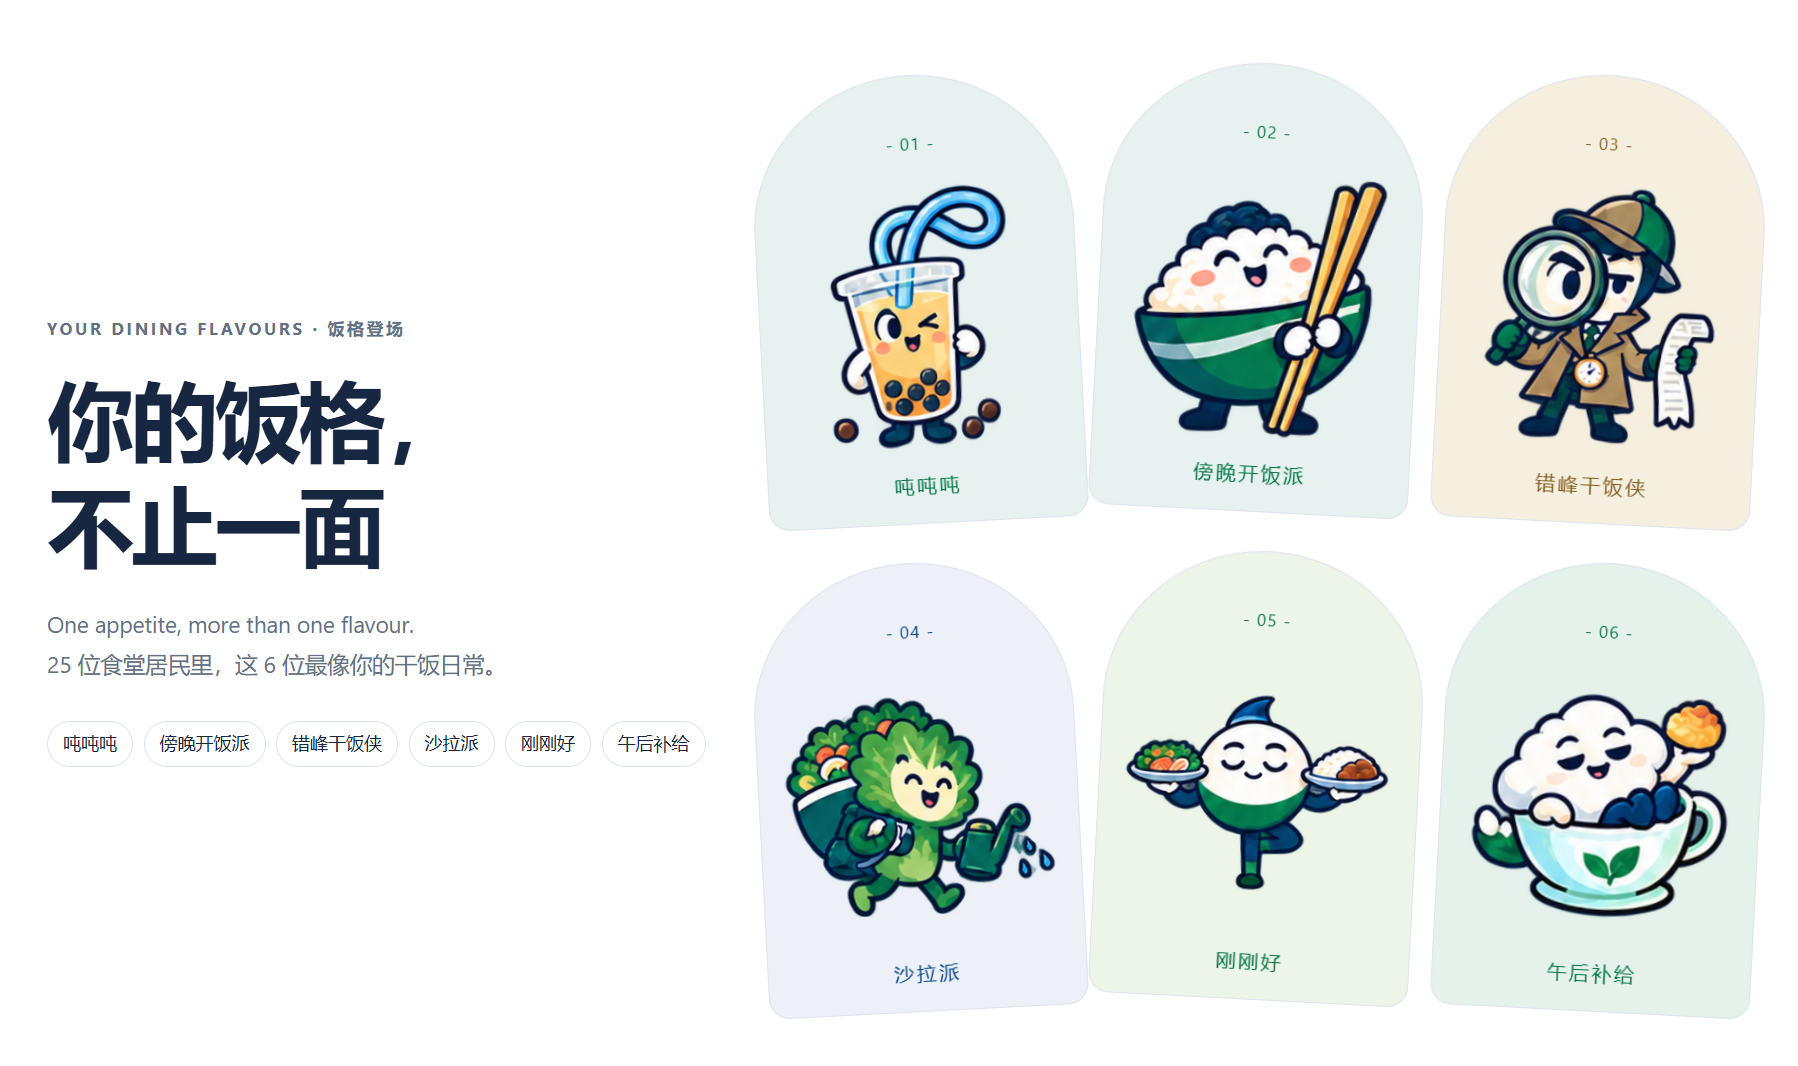 YOUR DINING FLAVOURS · 饭格登场
你的饭格，
不止一面
One appetite, more than one flavour.
25 位食堂居民里，这 6 位最像你的干饭日常。
吨吨吨 傍晚开饭派 错峰干饭侠 沙拉派 刚刚好 午后补给
- 01 -
吨吨吨
- 02 -
傍晚开饭派
- 03 -
错峰干饭侠
- 04 -
沙拉派
- 05 -
刚刚好
- 06 -
午后补给